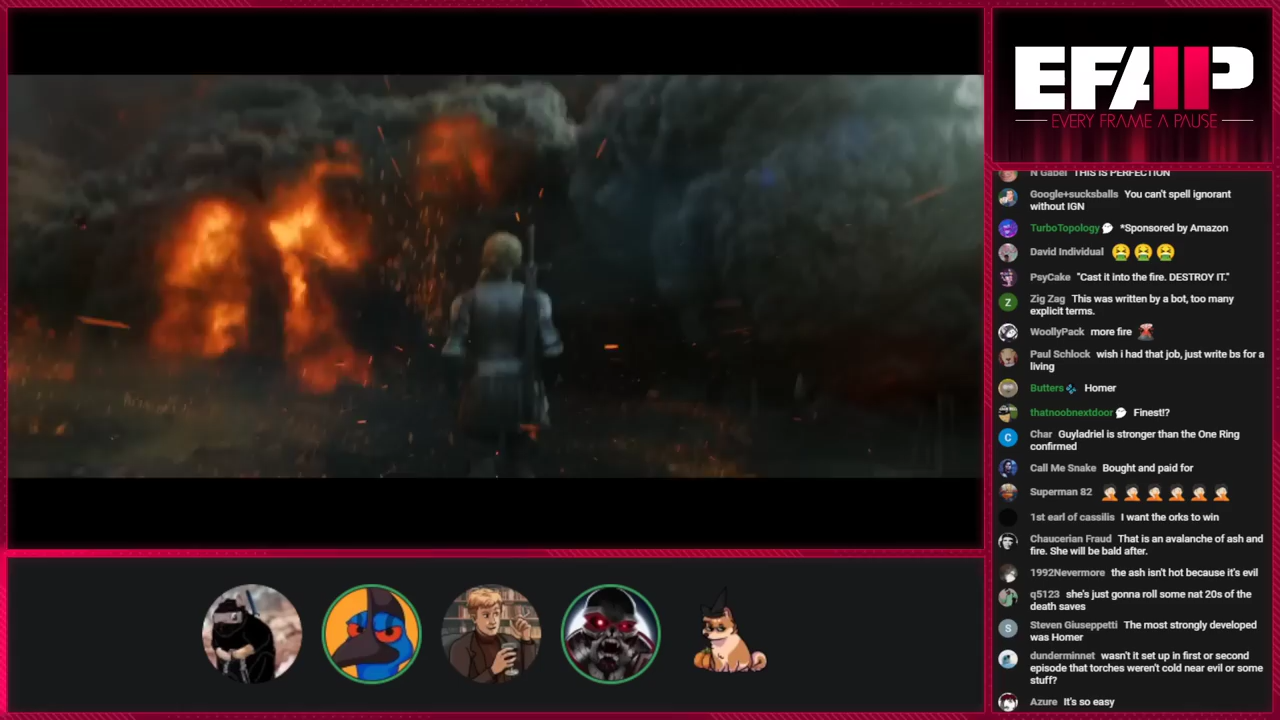 EFAP
EVERY FRAME A PAUSE
N Gabel THIS IS PERFECTION
Google+sucksballs You can't spell ignorant
without IGN
TurboTopology *Sponsored by Amazon
David Individual 🤮🤮🤮
PsyCake "Cast it into the fire. DESTROY IT."
Z
Zig Zag This was written by a bot, too many
explicit terms.
WoollyPack more fire 🌋
Paul Schlock wish i had that job, just write bs for a
living
Butters Homer
thatnoobnextdoor Finest!?
C
Char Guyladriel is stronger than the One Ring
confirmed
Call Me Snake Bought and paid for
Superman 82 🤦🏻🤦🏻🤦🏻🤦🏻🤦🏻🤦🏻
1st earl of cassilis I want the orks to win
Chaucerian Fraud That is an avalanche of ash and
fire. She will be bald after.
1992Nevermore the ash isn't hot because it's evil
q5123 she's just gonna roll some nat 20s of the
death saves
S
Steven Giuseppetti The most strongly developed
was Homer
dunderminnet wasn't it set up in first or second
episode that torches weren't cold near evil or some
stuff?
Azure It's so easy